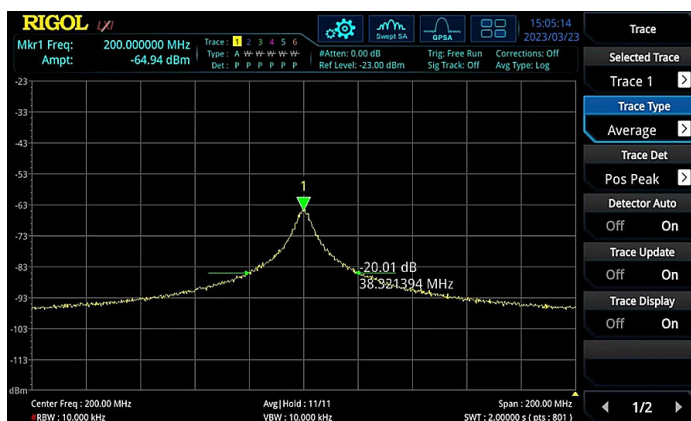 RIGOL LXI
Swept SA
GPSA
15:05:14
2023/03/23
Mkr1 Freq: 200.000000 MHz
Ampt: -64.94 dBm
Trace: 1 2 3 4 5 6
Type: A W W W W W
Det: P P P P P P
#Atten: 0.00 dB
Ref Level: -23.00 dBm
Trig: Free Run
Sig Track: Off
Corrections: Off
Avg Type: Log
-23
-33
-43
-53
-63
-73
-83
-93
-103
-113
dBm
1
-20.01 dB
38.321394 MHz
Center Freq : 200.00 MHz
#RBW : 10.000 kHz
Avg|Hold : 11/11
VBW : 10.000 kHz
Span : 200.00 MHz
SWT : 2.00000 s ( pts : 801 )
Trace
Selected Trace
Trace 1
Trace Type
Average
Trace Det
Pos Peak
Detector Auto
Off On
Trace Update
Off On
Trace Display
Off On
1/2